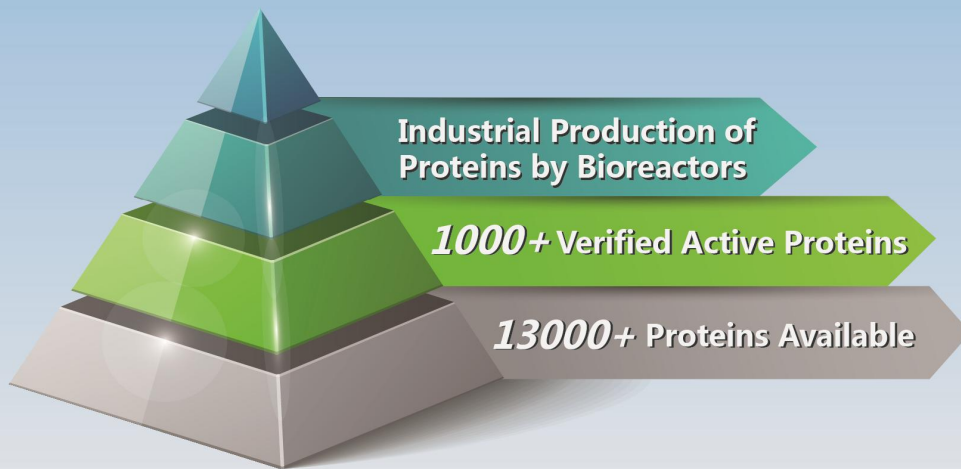 Industrial Production of
Proteins by Bioreactors
1000+ Verified Active Proteins
13000+ Proteins Available